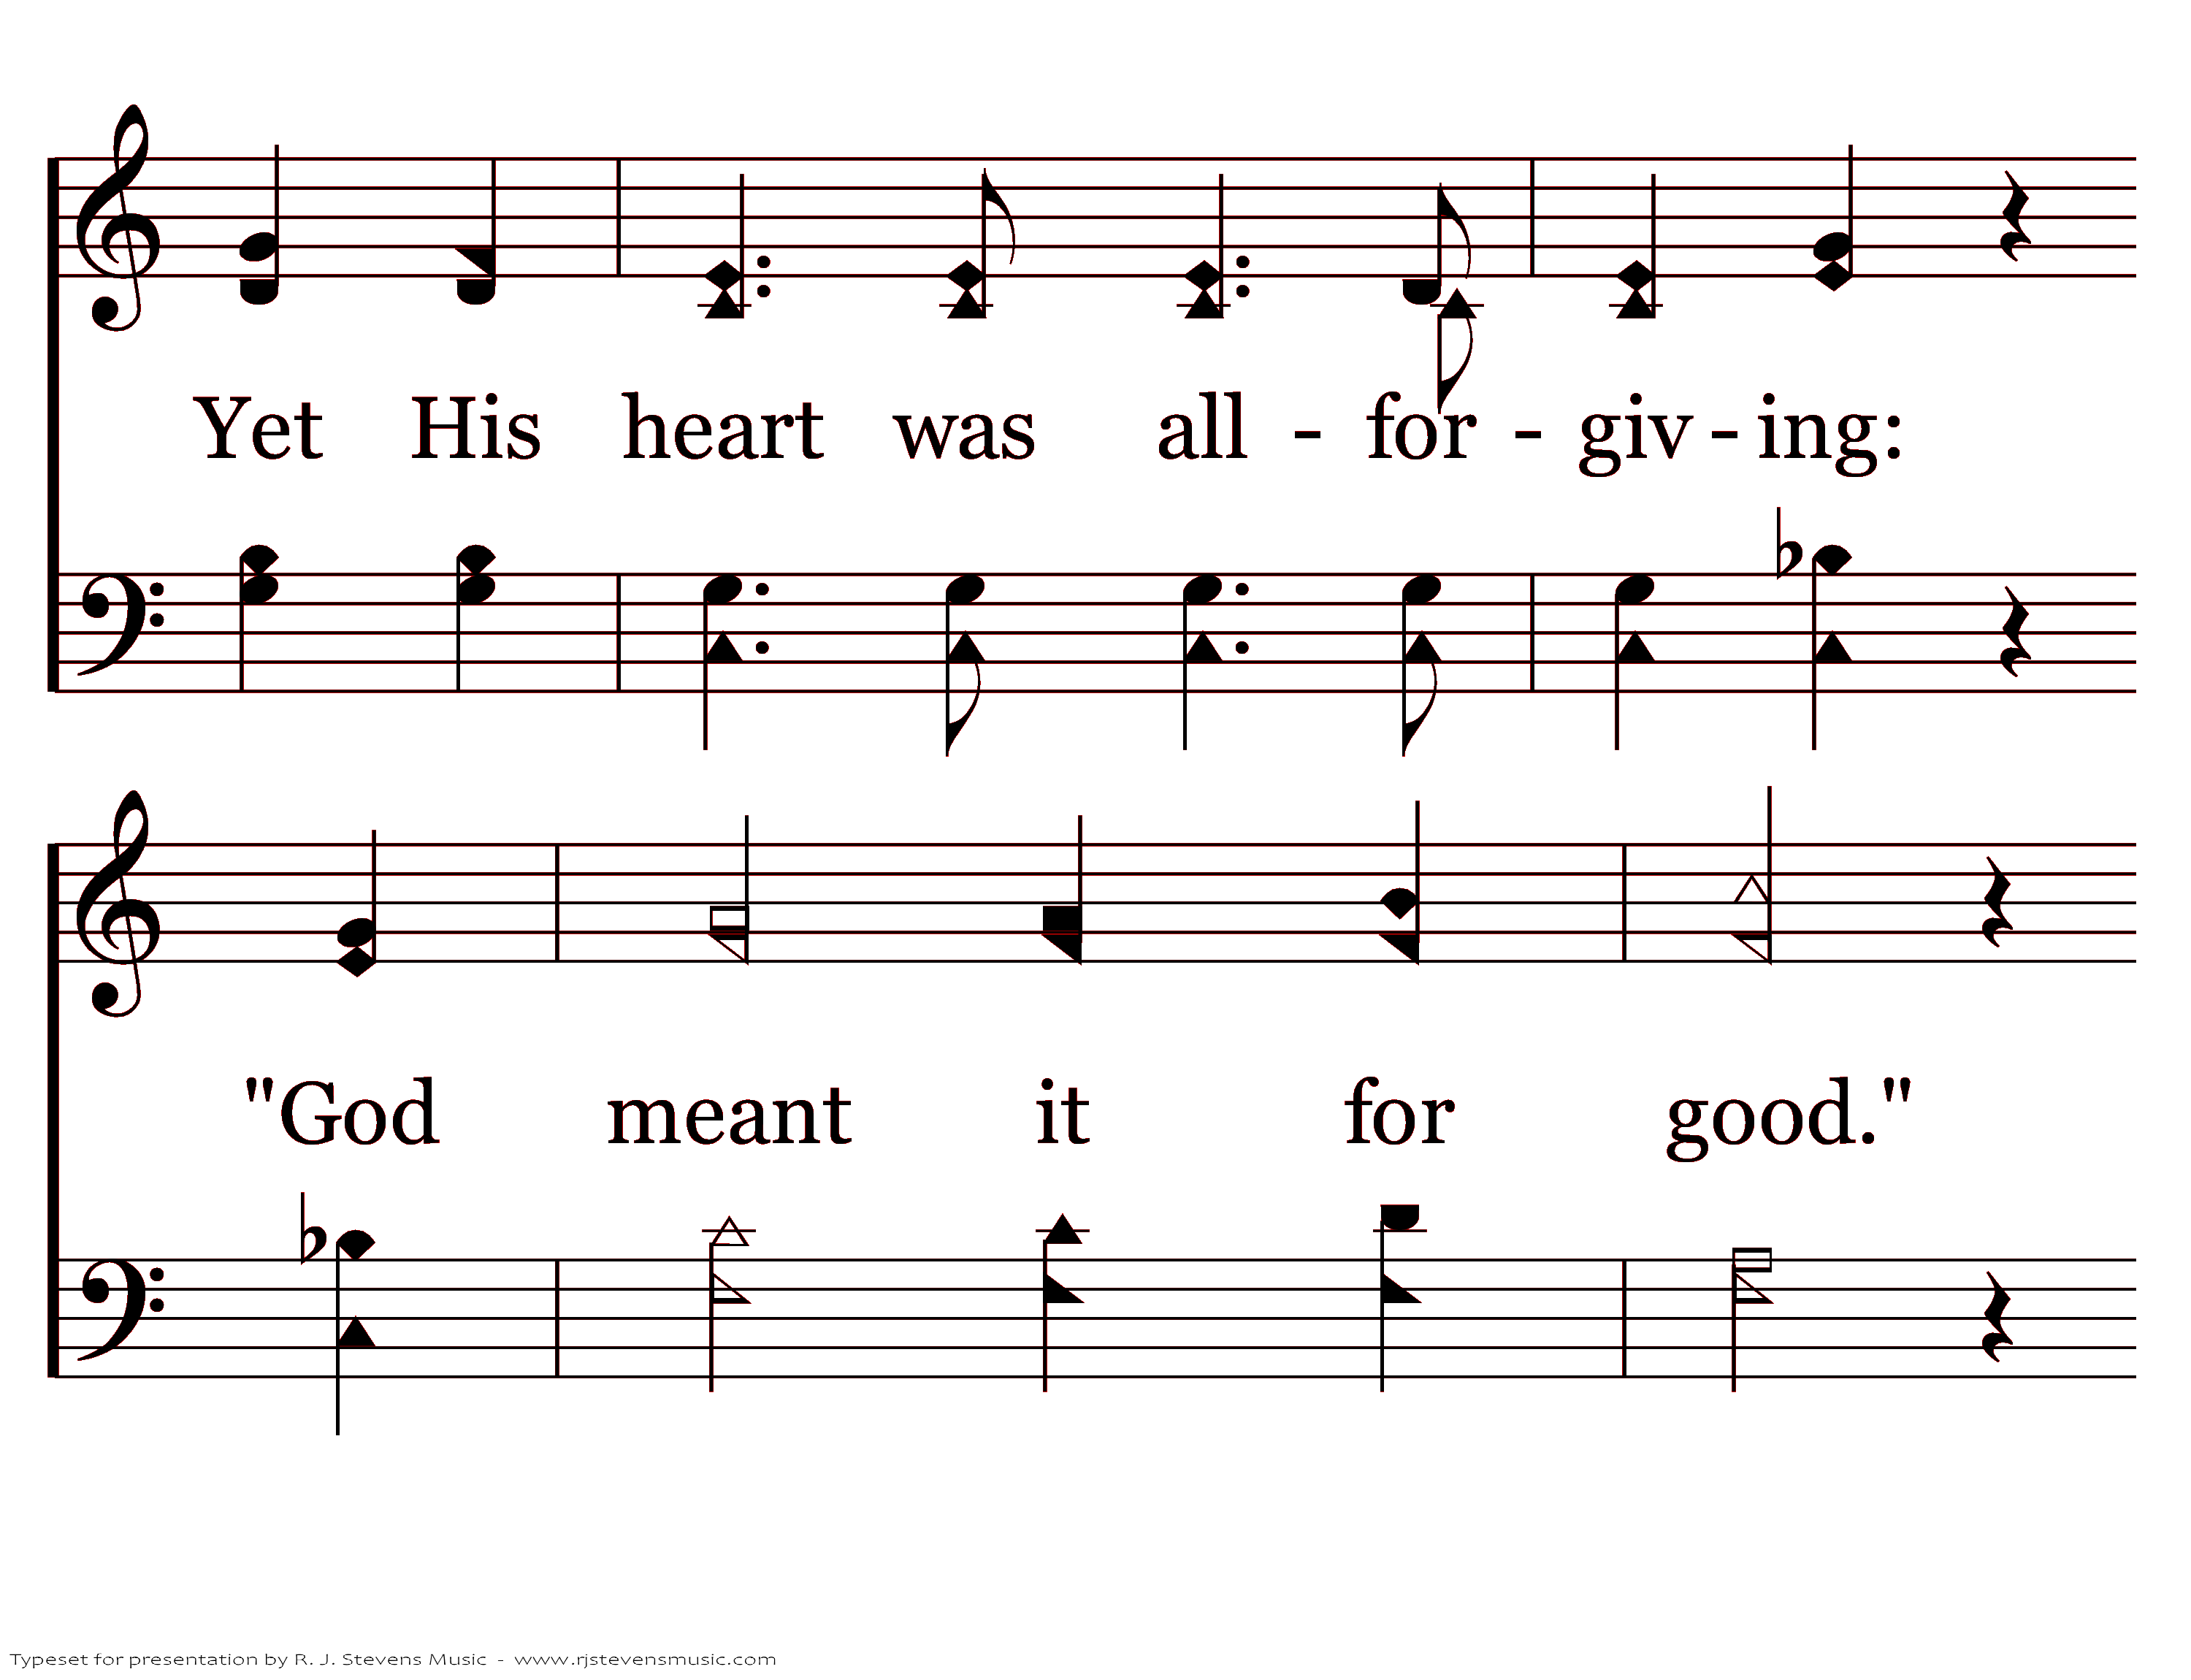 Yet His heart was all - for - giv - ing:
"God meant it for good."
Typeset for presentation by R. J. Stevens Music - www.rjstevensmusic.com